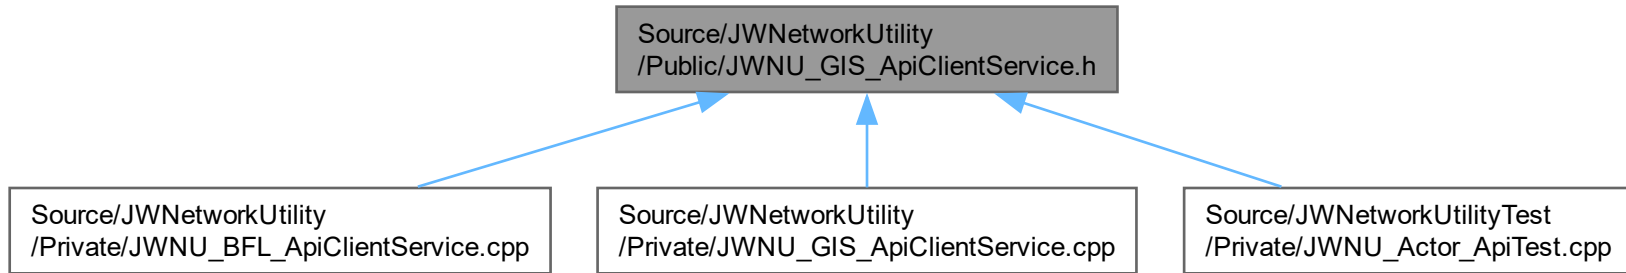 Source/JWNetworkUtility
/Public/JWNU_GIS_ApiClientService.h
Source/JWNetworkUtility
/Private/JWNU_BFL_ApiClientService.cpp
Source/JWNetworkUtility
/Private/JWNU_GIS_ApiClientService.cpp
Source/JWNetworkUtilityTest
/Private/JWNU_Actor_ApiTest.cpp